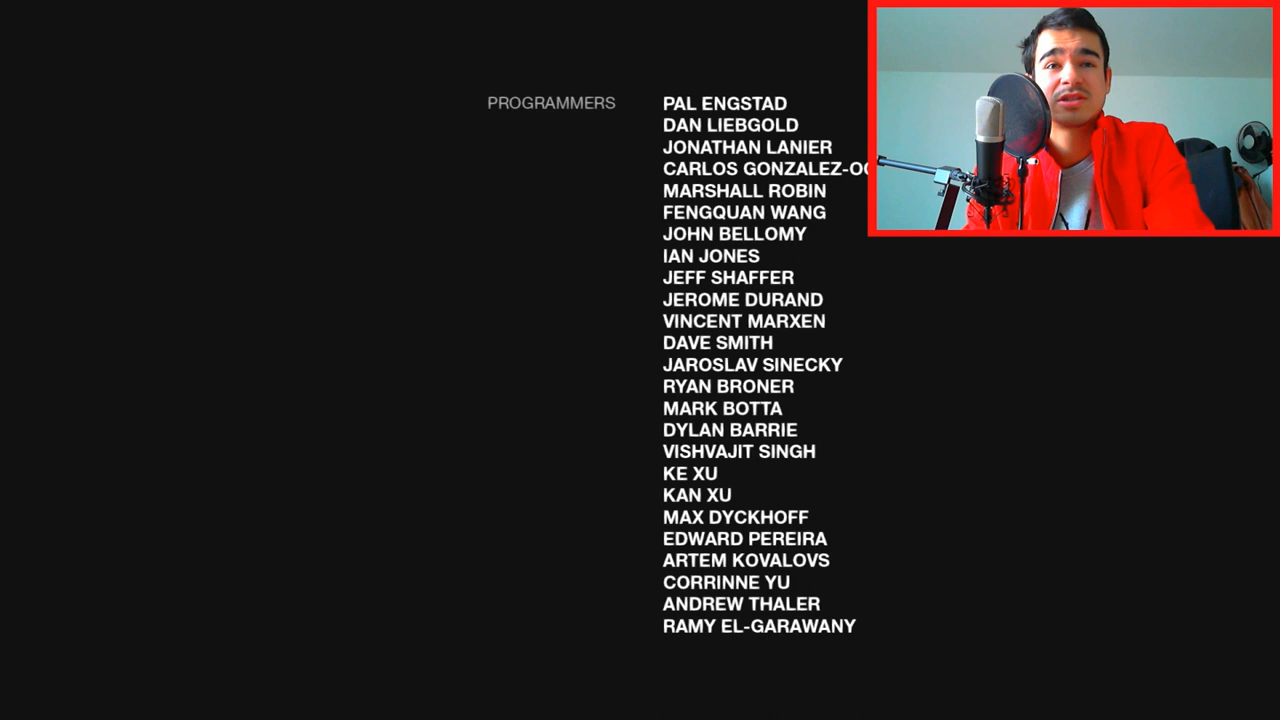 PROGRAMMERS PAL ENGSTAD
DAN LIEBGOLD
JONATHAN LANIER
CARLOS GONZALEZ-
MARSHALL ROBIN
FENGQUAN WANG
JOHN BELLOMY
IAN JONES
JEFF SHAFFER
JEROME DURAND
VINCENT MARXEN
DAVE SMITH
JAROSLAV SINECKY
RYAN BRONER
MARK BOTTA
DYLAN BARRIE
VISHVAJIT SINGH
KE XU
KAN XU
MAX DYCKHOFF
EDWARD PEREIRA
ARTEM KOVALOVS
CORRINNE YU
ANDREW THALER
RAMY EL-GARAWANY